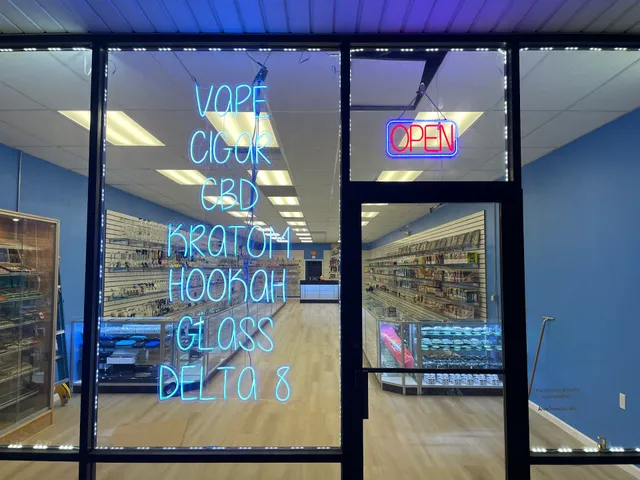 VAPE
CIGAR
CBD
KRATOM
HOOKAH
GLASS
DELTA 8
OPEN